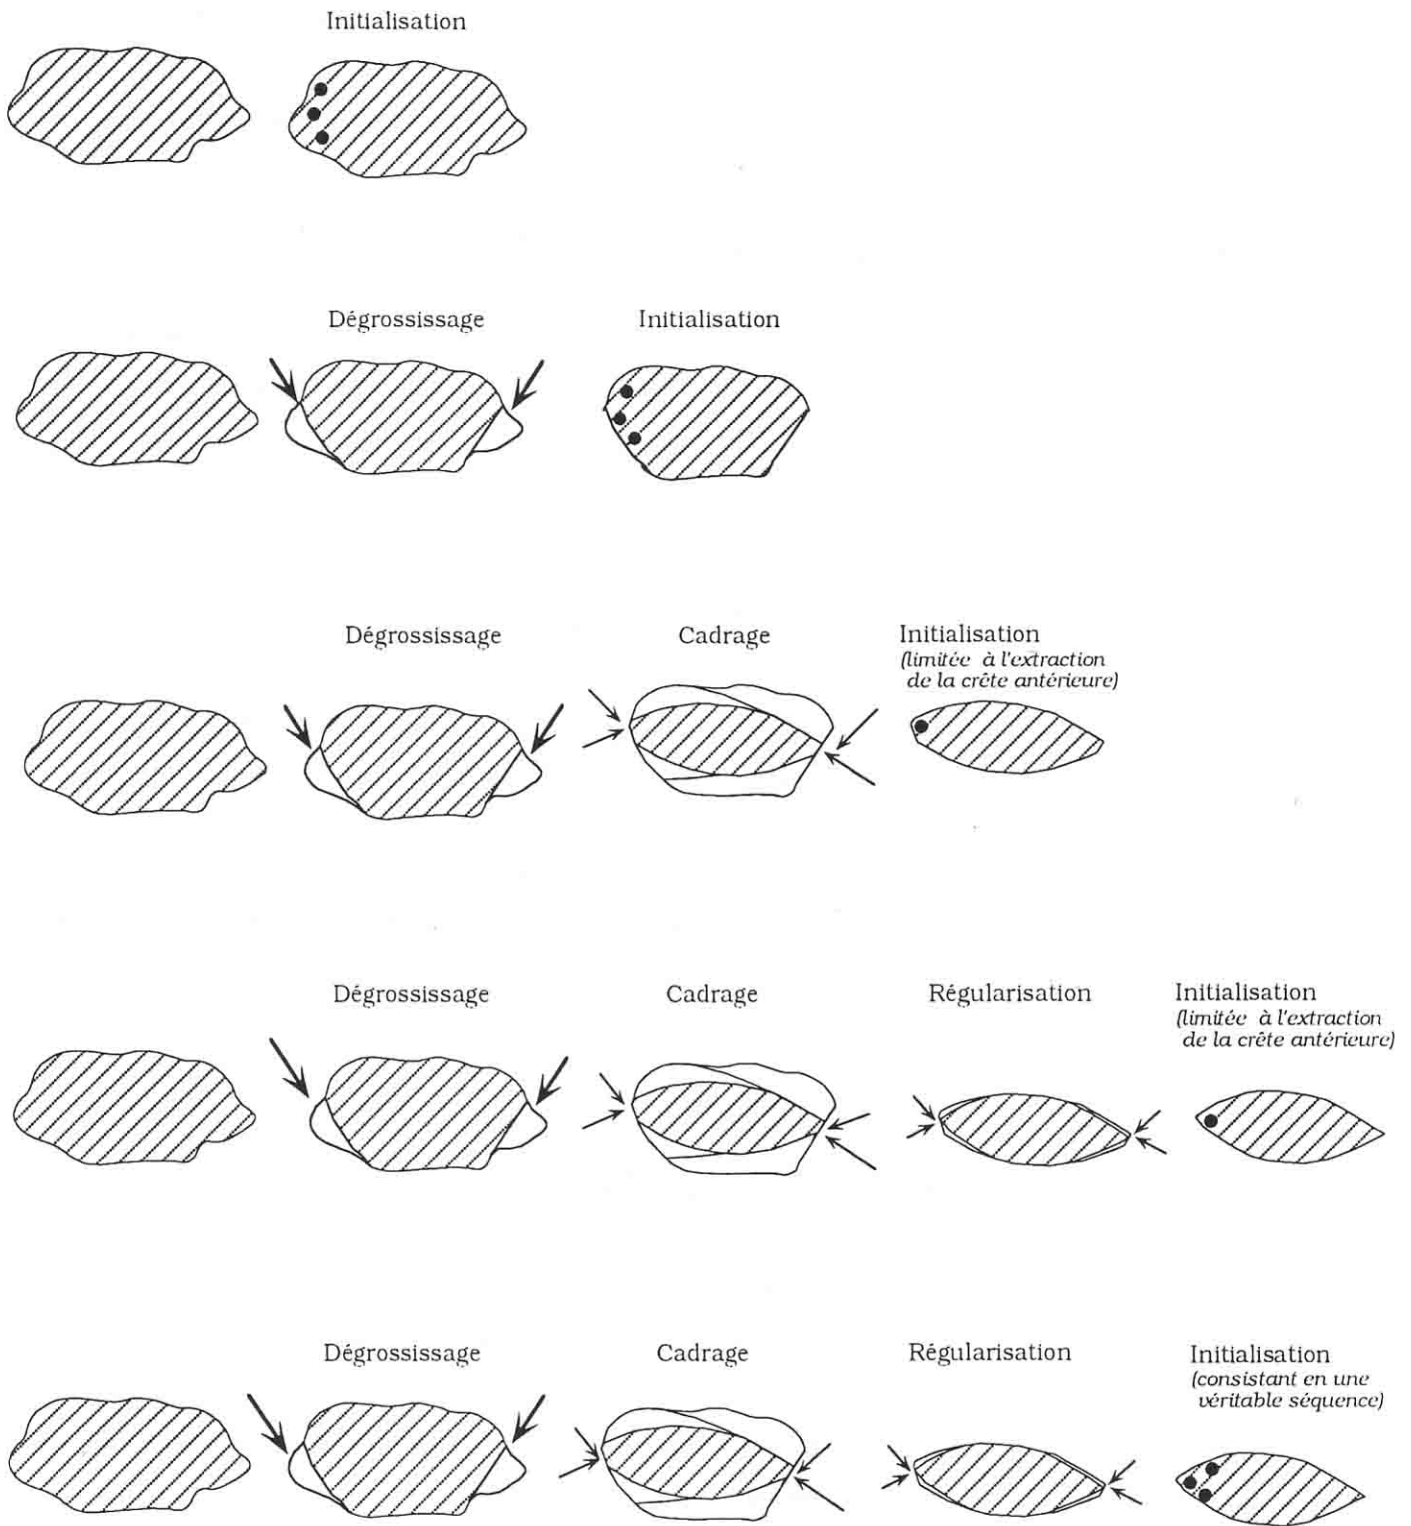 Initialisation
Dégrossissage
Initialisation
Dégrossissage
Cadrage
Initialisation
(limitée à l'extraction
de la crête antérieure)
Dégrossissage
Cadrage
Régularisation
Initialisation
(limitée à l'extraction
de la crête antérieure)
Dégrossissage
Cadrage
Régularisation
Initialisation
(consistant en une
véritable séquence)